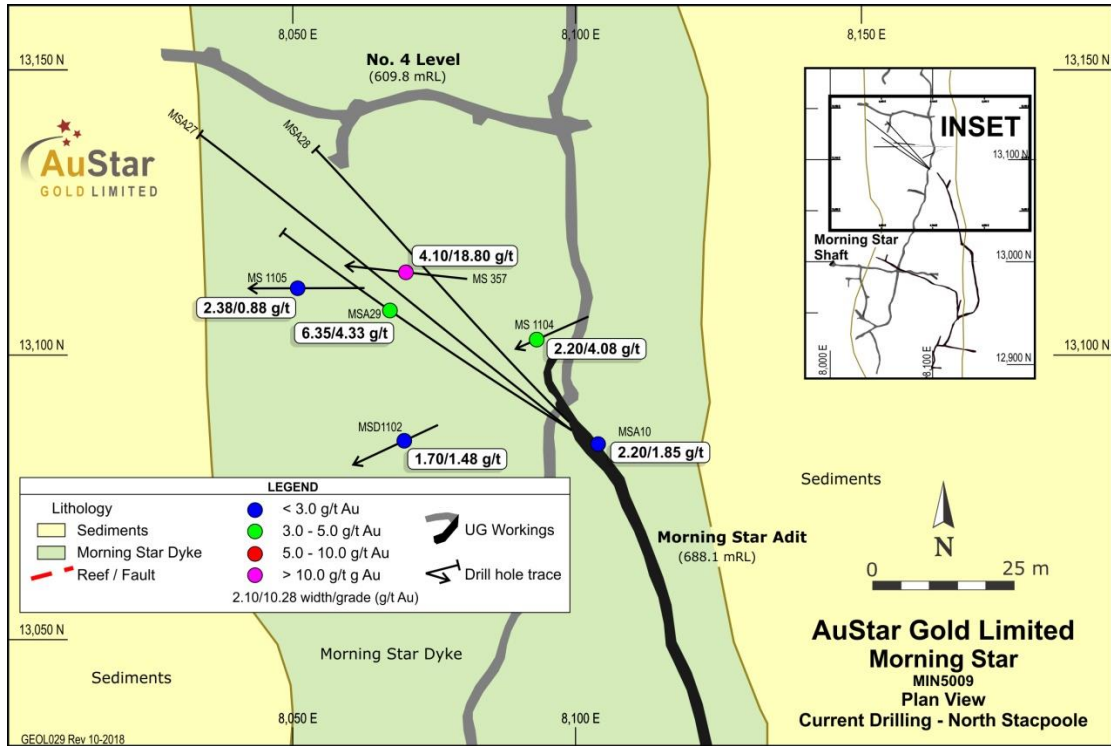 8,050 E
8,100 E
8,150 E
13,150 N
13,150 N
No. 4 Level
(609.8 mRL)
AuStar
GOLD LIMITED
MSA27
MSA28
INSET
13,100 N
Morning Star
Shaft
13,000 N
12,900 N
8,000 E
8,100 E
4.10/18.80 g/t
MS 357
MS 1105
2.38/0.88 g/t
MSA29
6.35/4.33 g/t
MS 1104
2.20/4.08 g/t
13,100 N
13,100 N
MSD1102
1.70/1.48 g/t
MSA10
2.20/1.85 g/t
Sediments
LEGEND
Lithology
Sediments
Morning Star Dyke
Reef / Fault
< 3.0 g/t Au
3.0 - 5.0 g/t Au
5.0 - 10.0 g/t Au
> 10.0 g/t g Au
2.10/10.28 width/grade (g/t Au)
UG Workings
Drill hole trace
Morning Star Adit
(688.1 mRL)
N
0
25 m
13,050 N
Morning Star Dyke
Sediments
AuStar Gold Limited
Morning Star
MIN5009
Plan View
Current Drilling - North Stacpoole
8,050 E
8,100 E
GEOL029 Rev 10-2018